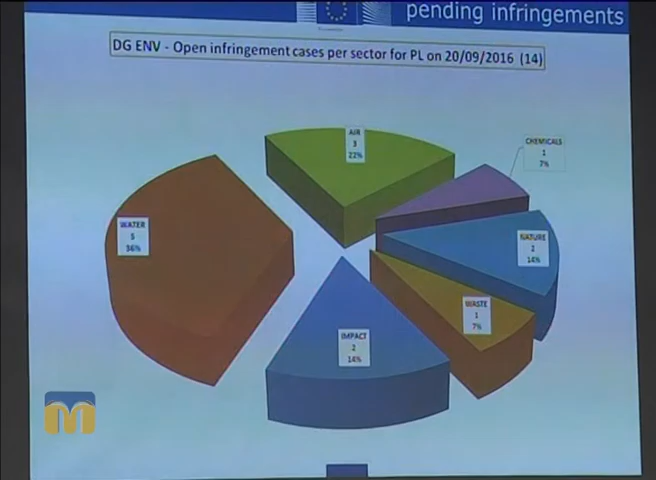 pending infringements
DG ENV - Open infringement cases per sector for PL on 20/09/2016 (14)
AIR
3
22%
CHEMICALS
1
7%
WATER
5
36%
NATURE
2
14%
WASTE
1
7%
IMPACT
2
14%
m